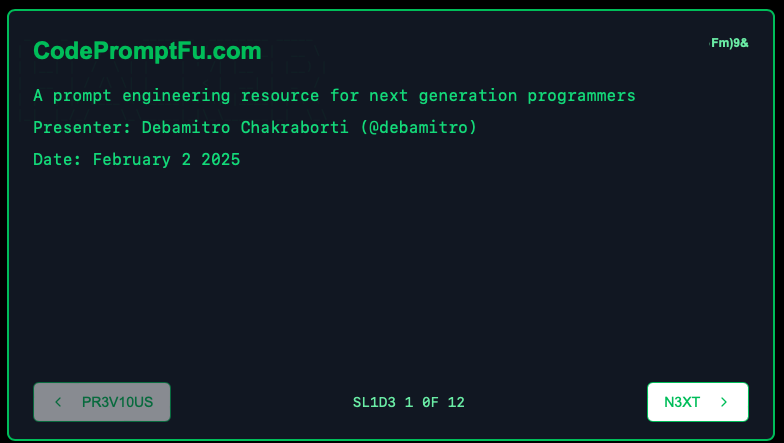 CodePromptFu.com
Fm)9&
A prompt engineering resource for next generation programmers
Presenter: Debamitro Chakraborti (@debamitro)
Date: February 2 2025
PR3V10US
SL1D3 1 0F 12
N3XT